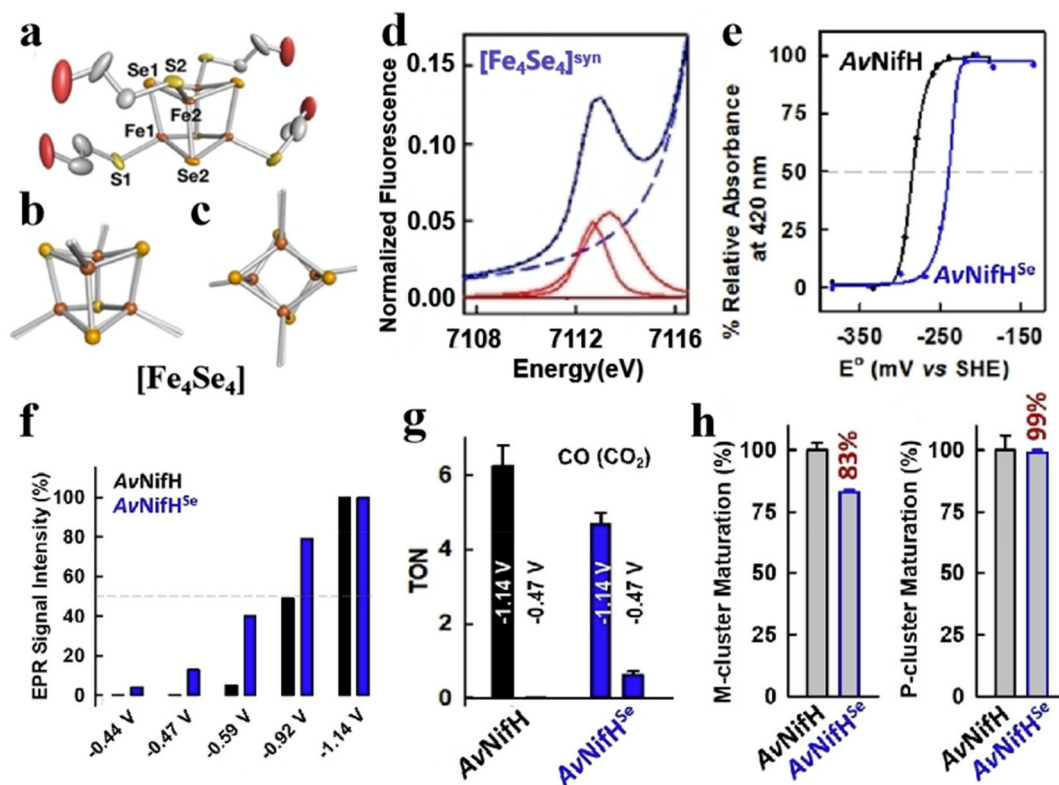 a
Se1
S2
Fe1
Fe2
S1
Se2
b
c
[Fe4Se4]
d
[Fe4Se4]syn
Normalized Fluorescence
0.15
0.10
0.05
0.00
7108
7112
7116
Energy(eV)
e
AvNifH
AvNifHSe
% Relative Absorbance
at 420 nm
100
75
50
25
0
-350
-250
-150
Eº (mV vs SHE)
f
AvNifH
AvNifHSe
EPR Signal Intensity (%)
100
80
60
40
20
0
-0.44 V
-0.47 V
-0.59 V
-0.92 V
-1.14 V
g
CO (CO2)
TON
6
4
2
0
-1.14 V
-0.47 V
-1.14 V
-0.47 V
AvNifH
AvNifHSe
h
M-cluster Maturation (%)
100
75
50
25
0
83%
AvNifH
AvNifHSe
P-cluster Maturation (%)
100
75
50
25
0
99%
AvNifH
AvNifHSe